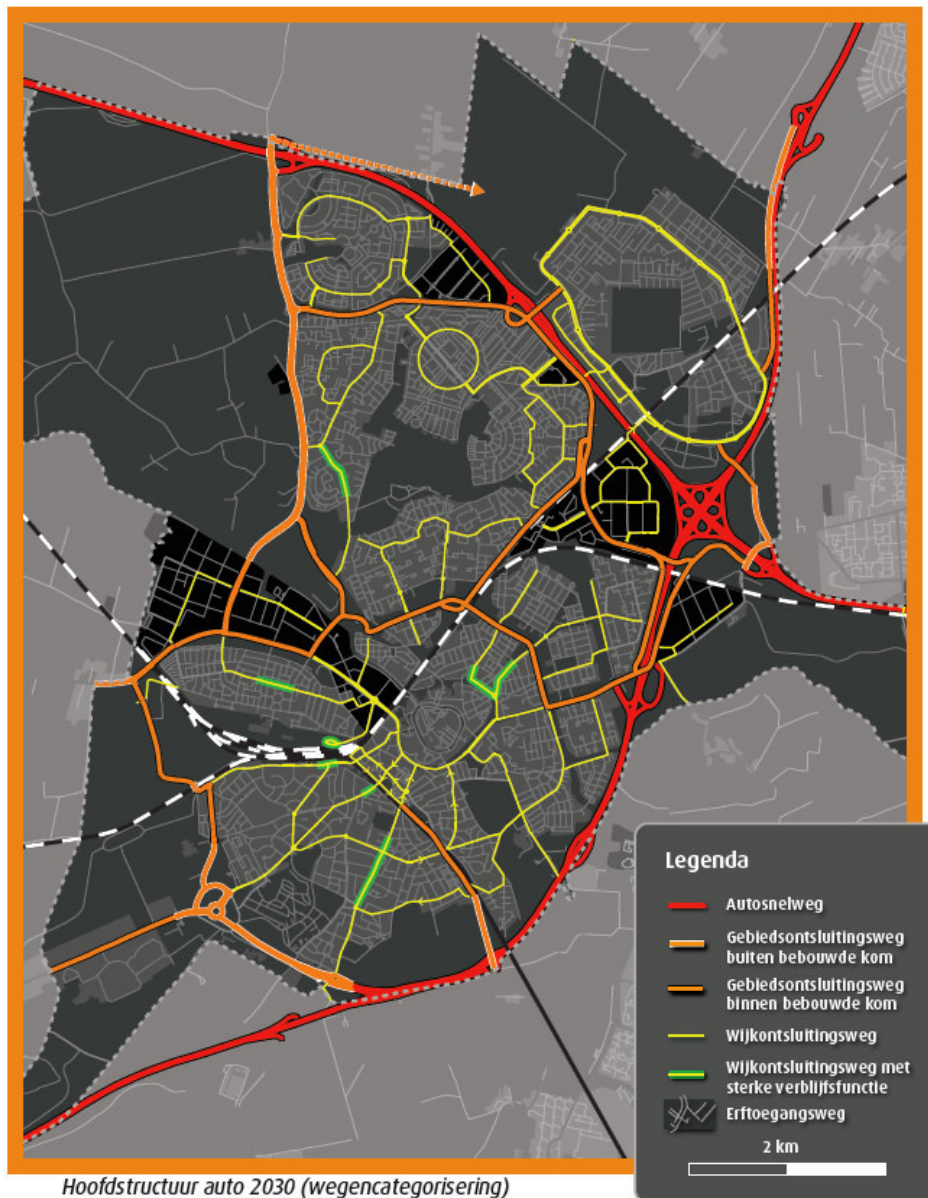 Legenda
Autosnelweg
Gebiedsontsluitingsweg
buiten bebouwde kom
Gebiedsontsluitingsweg
binnen bebouwde kom
Wijkontsluitingsweg
Wijkontsluitingsweg met
sterke verblijfsfunctie
Erftoegangsweg
2 km
Hoofdstructuur auto 2030 (wegencategorisering)